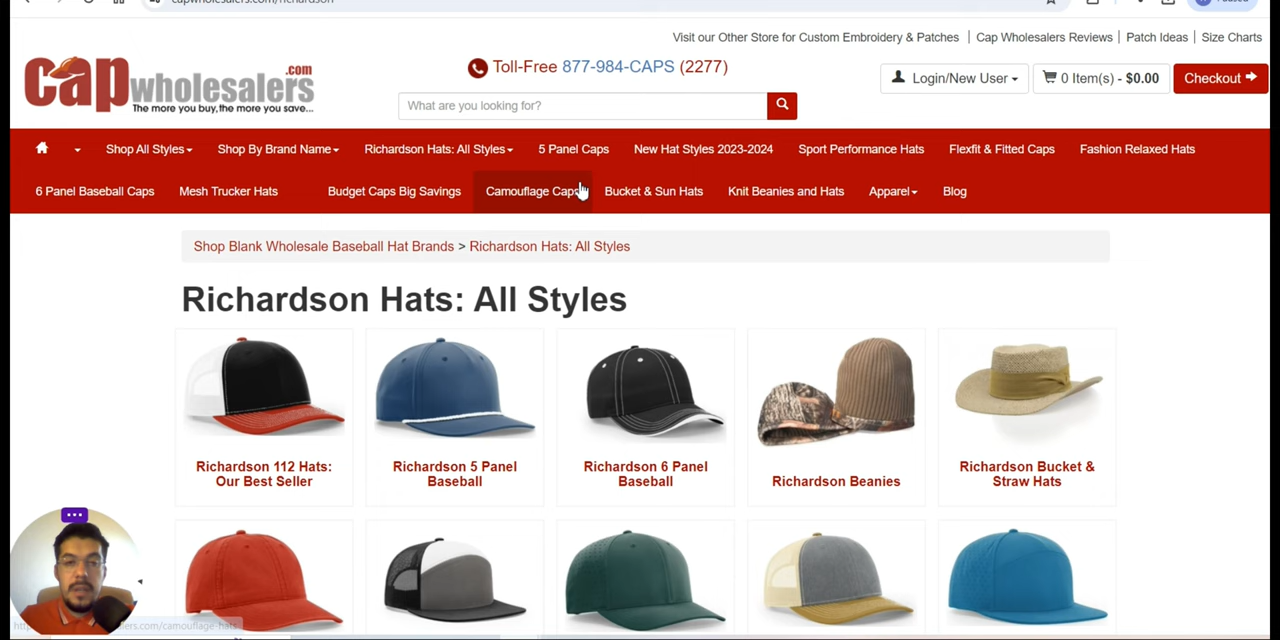 capwholesalers.com/richardson
Paused
Visit our Other Store for Custom Embroidery & Patches | Cap Wholesalers Reviews | Patch Ideas | Size Charts
capwholesalers.com
The more you buy, the more you save...
Toll-Free 877-984-CAPS (2277)
Login/New User
0 Item(s) - $0.00
Checkout
What are you looking for?
Shop All Styles
Shop By Brand Name
Richardson Hats: All Styles
5 Panel Caps
New Hat Styles 2023-2024
Sport Performance Hats
Flexfit & Fitted Caps
Fashion Relaxed Hats
6 Panel Baseball Caps
Mesh Trucker Hats
Budget Caps Big Savings
Camouflage Caps
Bucket & Sun Hats
Knit Beanies and Hats
Apparel
Blog
Shop Blank Wholesale Baseball Hat Brands > Richardson Hats: All Styles
Richardson Hats: All Styles
Richardson 112 Hats:
Our Best Seller
Richardson 5 Panel
Baseball
Richardson 6 Panel
Baseball
Richardson Beanies
Richardson Bucket &
Straw Hats